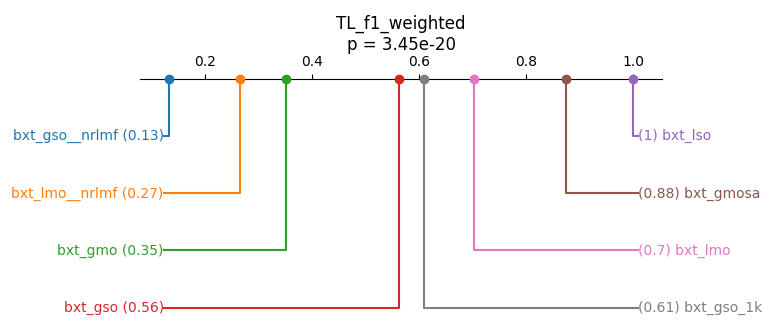 TL_f1_weighted
p = 3.45e-20
0.2 0.4 0.6 0.8 1.0
bxt_gso__nrlmf (0.13) (1) bxt_lso
bxt_lmo__nrlmf (0.27) (0.88) bxt_gmosa
bxt_gmo (0.35) (0.7) bxt_lmo
bxt_gso (0.56) (0.61) bxt_gso_1k